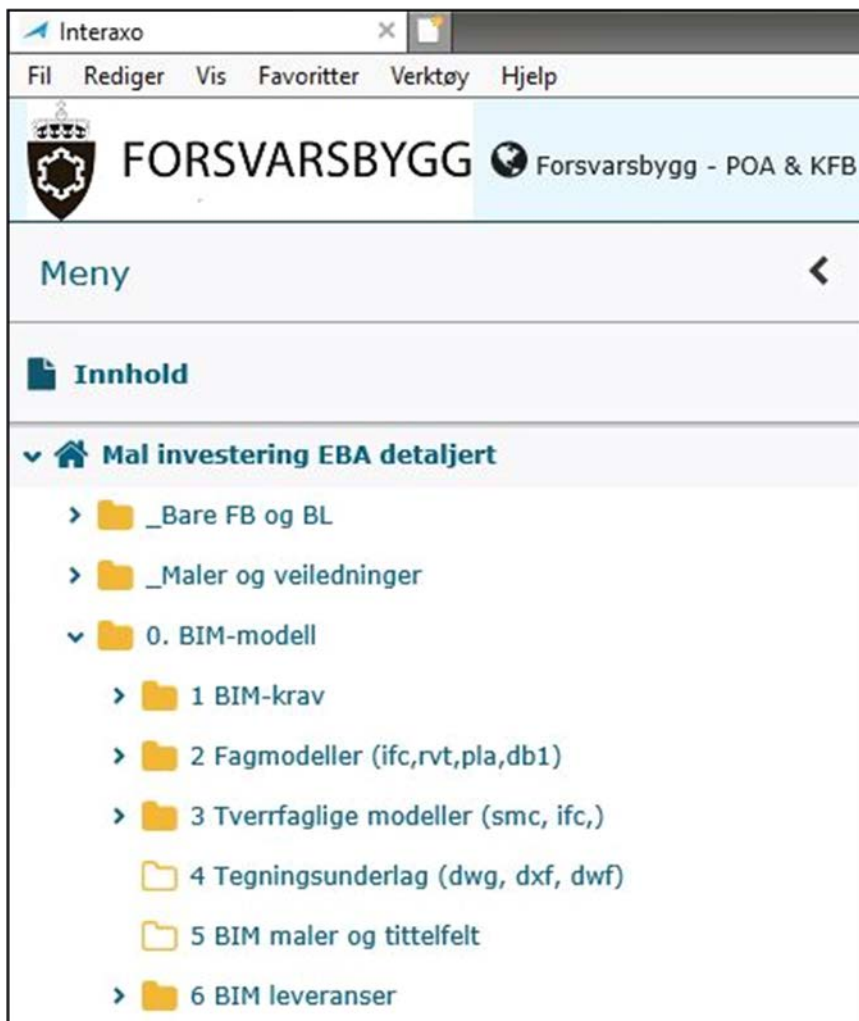 Interaxo
Fil Rediger Vis Favoritter Verktøy Hjelp
FORSVARSBYGG Forsvarsbygg - POA & KFB
Meny
Innhold
Mal investering EBA detaljert
_Bare FB og BL
_Maler og veiledninger
0. BIM-modell
1 BIM-krav
2 Fagmodeller (ifc,rvt,pla,db1)
3 Tverrfaglige modeller (smc, ifc,)
4 Tegningsunderlag (dwg, dxf, dwf)
5 BIM maler og tittelfelt
6 BIM leveranser